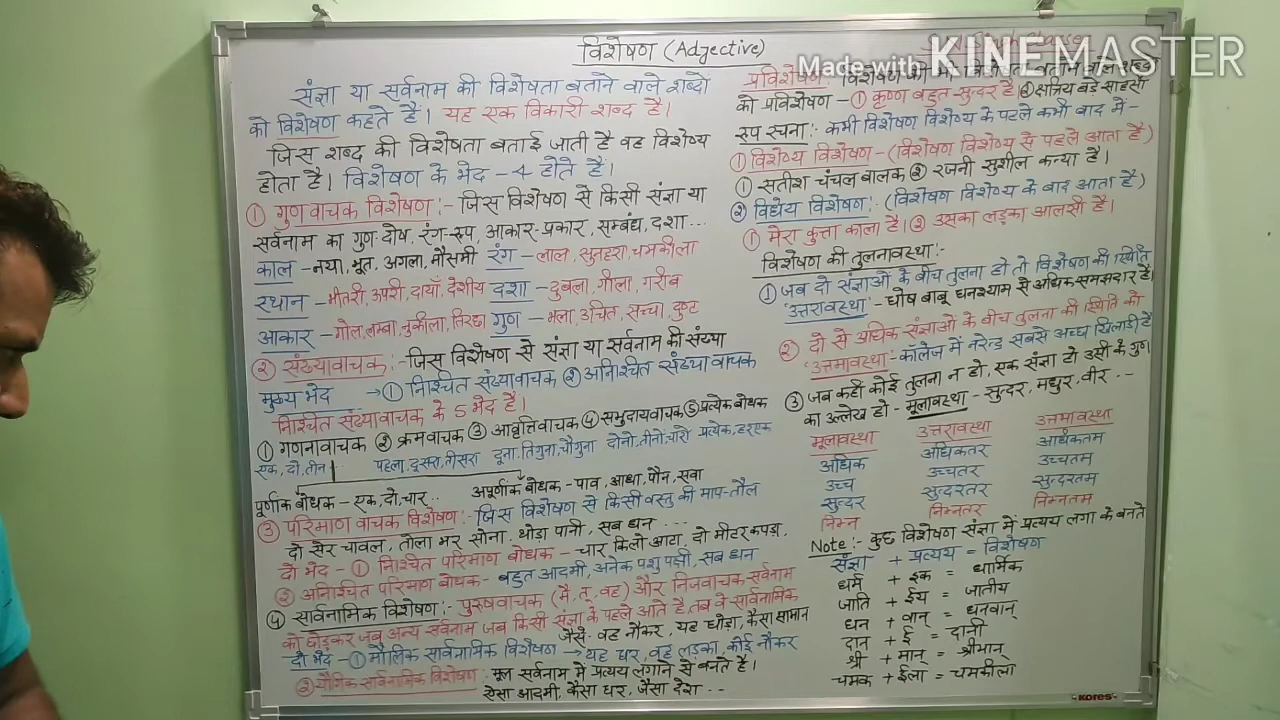 विशेषण (Adjective)
Made with KINEMASTER
संज्ञा या सर्वनाम की विशेषता बताने वाले शब्दो
को विशेषण कहते है। यह एक विकारी शब्द है।
जिस शब्द की विशेषता बताई जाती है वह विशेष्य
होता है। विशेषण के भेद - 4 होते है।
① गुणवाचक विशेषण :- जिस विशेषण से किसी संज्ञा या
सर्वनाम का गुण-दोष, रंग-रूप, आकार-प्रकार, सम्बंध, दशा...
काल - नया, भूत, अगला, मौसमी रंग - लाल, सुनहरा, चमकीला
स्थान - भीतरी, उपरी, दायाँ, देशीय दशा - दुबला, गीला, गरीब
आकार - गोल, लम्बा, नुकीला, तिरछा गुण - भला, उचित, सच्चा, दुष्ट
② संख्यावाचक :- जिस विशेषण से संज्ञा या सर्वनाम की संख्या
मुख्य भेद → ① निश्चित संख्यावाचक ② अनिश्चित संख्या वाचक
निश्चित संख्यावाचक के 5 भेद है।
① गणनावाचक ② क्रमवाचक ③ आवृत्तिवाचक ④ समुदायवाचक ⑤ प्रत्येक बोधक
एक, दो, तीन पहला, दूसरा, तीसरा दूना, तिगुना, चौगुना दोनो, तीनों, चारो प्रत्येक, हरएक
पूर्णांक बोधक - एक, दो, चार.. अपूर्णांक बोधक - पाव, आधा, पौन, सवा
③ परिमाण वाचक विशेषण :- जिस विशेषण से किसी वस्तु की माप-तौल
दो सेर चावल, तोला भर सोना, थोड़ा पानी, सब धन ...
दो भेद - ① निश्चित परिमाण बोधक - चार किलो आटा, दो मीटर कपड़ा,
② अनिश्चित परिमाण बोधक - बहुत आदमी, अनेक पशु पक्षी, सब धन
④ सार्वनामिक विशेषण :- पुरुषवाचक (मै, तू, वह) और निजवाचक सर्वनाम
को छोड़कर जब अन्य सर्वनाम जब किसी संज्ञा के पहले आते है, तब वे सार्वनामिक
जैसे- वह नौकर, यह घोड़ा, कैसा सामान
दो भेद - ① मौलिक सार्वनामिक विशेषण → यह घर, वह लड़का, कोई नौकर
② यौगिक सार्वनामिक विशेषण - मूल सर्वनाम में प्रत्यय लगाने से बनते है।
ऐसा आदमी, कैसा घर, जैसा देश ..
प्रविशेषण
को प्रविशेषण - ① कृष्ण बहुत सुन्दर है। ② क्षत्रिय बड़े साहसी
रूप रचना :- कभी विशेषण विशेष्य के पहले कभी बाद में -
① विशेष्य विशेषण - (विशेषण विशेष्य से पहले आता है)
① सतीश चंचल बालक ② रजनी सुशील कन्या है।
② विधेय विशेषण :- (विशेषण विशेष्य के बाद आता है)
① मेरा कुत्ता काला है। ② उसका लड़का आलसी है।
विशेषण की तुलनावस्था :-
① जब दो संज्ञाओं के बीच तुलना हो तो विशेषण की स्थिति
'उत्तरावस्था' - घोष बाबू घनश्याम से अधिक समझदार है।
② दो से अधिक संज्ञाओं के बीच तुलना की स्थिति को
'उत्तमावस्था' - कॉलेज में नरेन्द्र सबसे अच्छा खिलाड़ी है
③ जब कही कोई तुलना न हो, एक संज्ञा हो उसी के गुण
का उल्लेख हो - मूलावस्था - सुन्दर, मधुर, वीर ..
मूलावस्था उत्तरावस्था उत्तमावस्था
अधिक अधिकतर अधिकतम
उच्च उच्चतर उच्चतम
सुन्दर सुन्दरतर सुन्दरतम
निम्न निम्नतर निम्नतम
Note :- कुछ विशेषण संज्ञा में प्रत्यय लगा के बनते
संज्ञा + प्रत्यय = विशेषण
धर्म + इक = धार्मिक
जाति + ईय = जातीय
धन + वान् = धनवान्
दान + ई = दानी
श्री + मान् = श्रीमान्
चमक + ईला = चमकीला
KORES